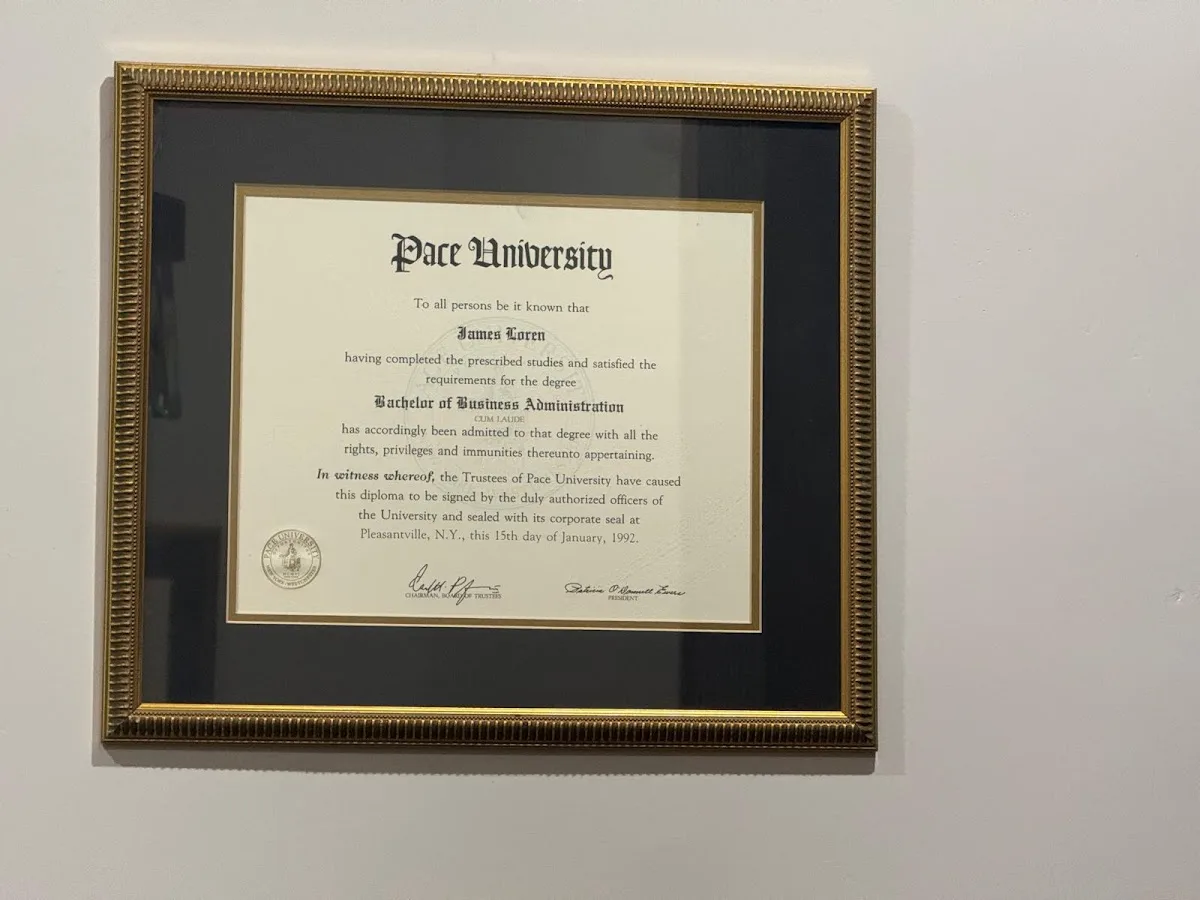 Pace University
To all persons be it known that
James Loren
having completed the prescribed studies and satisfied the
requirements for the degree
Bachelor of Business Administration
CUM LAUDE
has accordingly been admitted to that degree with all the
rights, privileges and immunities thereunto appertaining.
In witness whereof, the Trustees of Pace University have caused
this diploma to be signed by the duly authorized officers of
the University and sealed with its corporate seal at
Pleasantville, N.Y., this 15th day of January, 1992.
PACE UNIVERSITY
CHAIRMAN, BOARD OF TRUSTEES
PRESIDENT